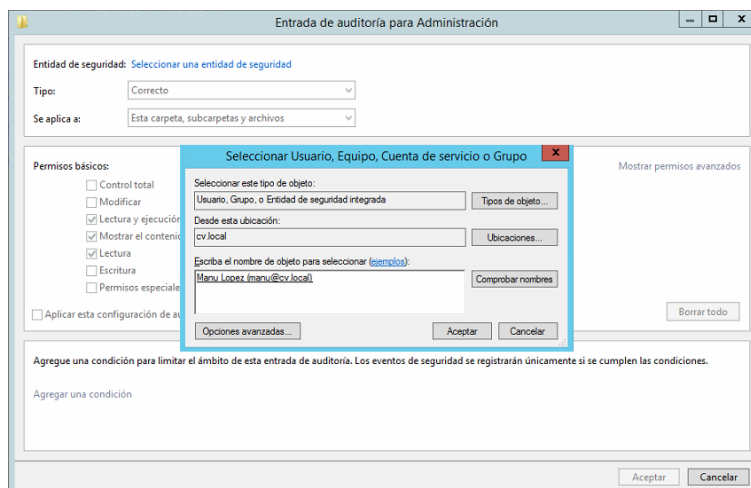 Entrada de auditoría para Administración
Entidad de seguridad: Seleccionar una entidad de seguridad
Tipo: Correcto
Se aplica a: Esta carpeta, subcarpetas y archivos
Permisos básicos:
Mostrar permisos avanzados
Control total
Modificar
Lectura y ejecución
Mostrar el contenido
Lectura
Escritura
Permisos especiales
Aplicar esta configuración de au
Borrar todo
Seleccionar Usuario, Equipo, Cuenta de servicio o Grupo
Seleccionar este tipo de objeto:
Usuario, Grupo, o Entidad de seguridad integrada
Tipos de objeto...
Desde esta ubicación:
cv.local
Ubicaciones...
Escriba el nombre de objeto para seleccionar (ejemplos):
Manu Lopez (manu@cv.local)
Comprobar nombres
Opciones avanzadas...
Aceptar
Cancelar
Agregue una condición para limitar el ámbito de esta entrada de auditoría. Los eventos de seguridad se registrarán únicamente si se cumplen las condiciones.
Agregar una condición
Aceptar
Cancelar